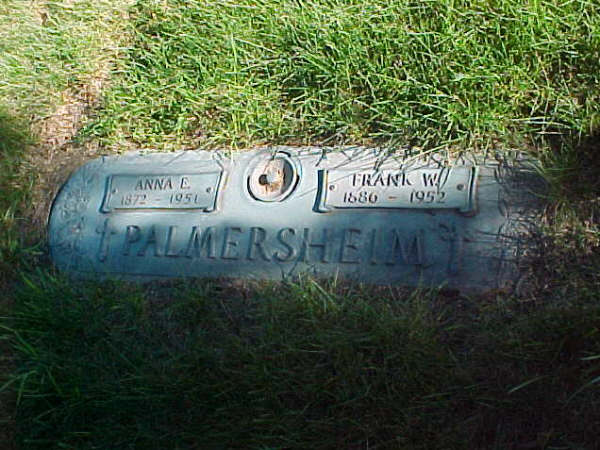 ANNA E.
1872 - 1951
FRANK W.
1886 - 1952
PALMERSHEIM